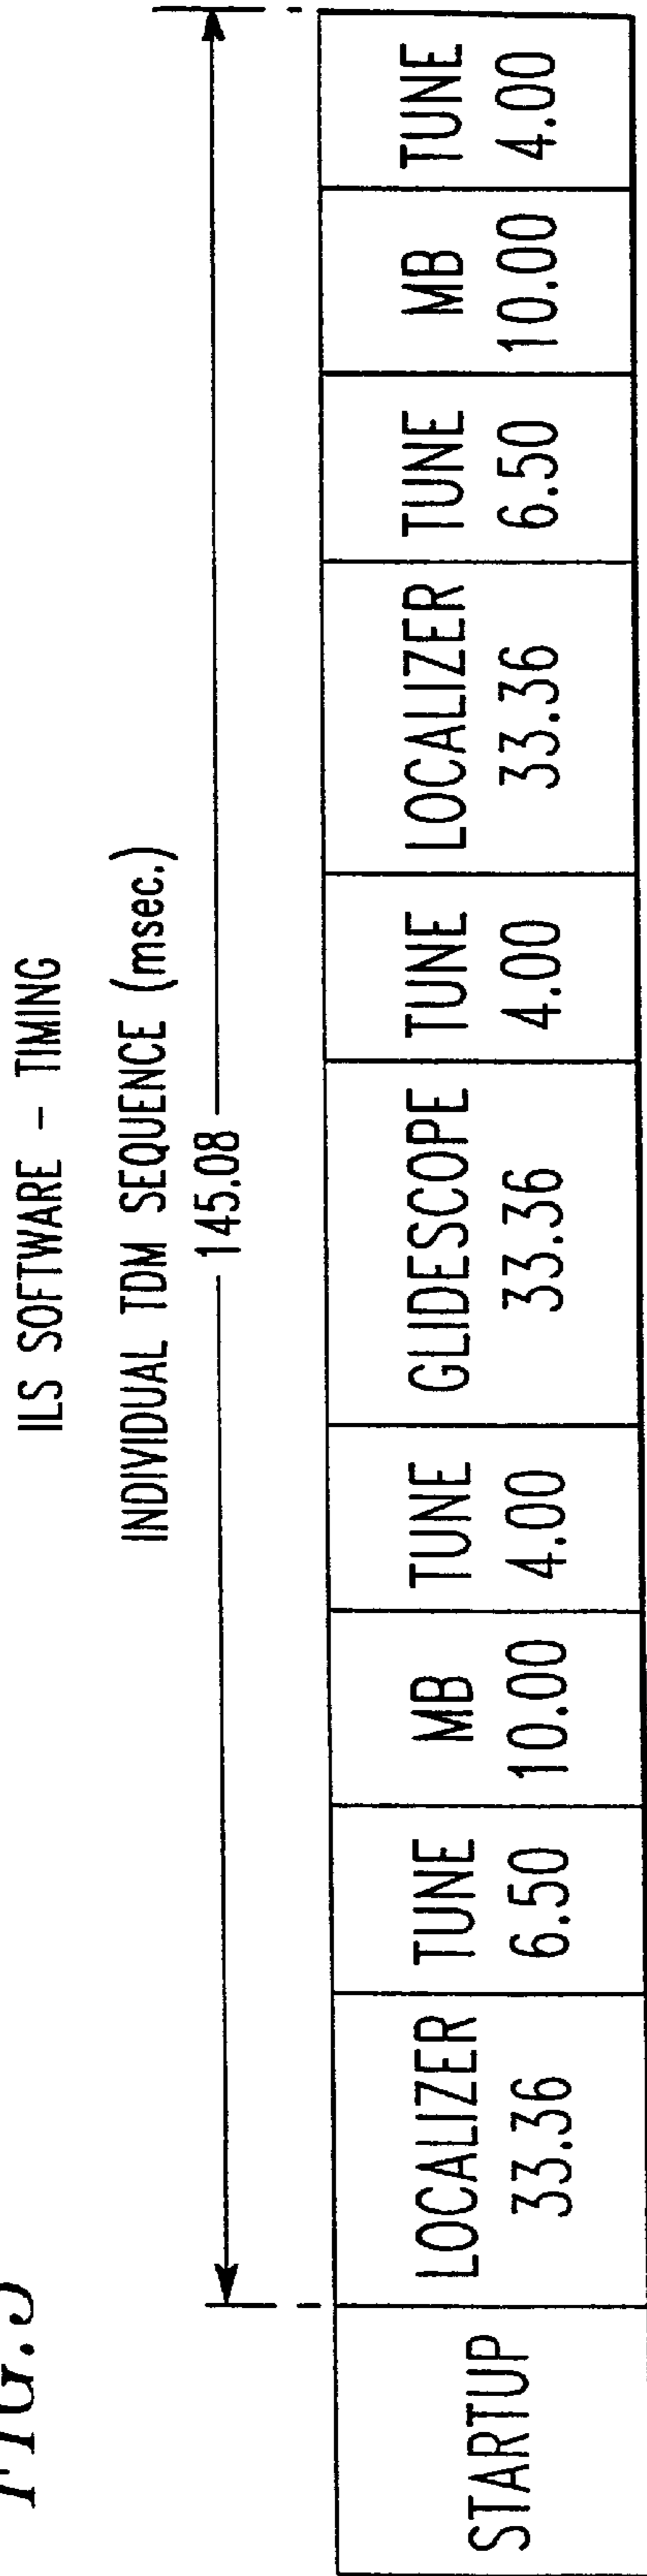 ILS SOFTWARE – TIMING
INDIVIDUAL TDM SEQUENCE (msec.)
145.08
STARTUP
LOCALIZER
33.36
TUNE
6.50
MB
10.00
TUNE
4.00
GLIDESCOPE
33.36
TUNE
4.00
LOCALIZER
33.36
TUNE
6.50
MB
10.00
TUNE
4.00